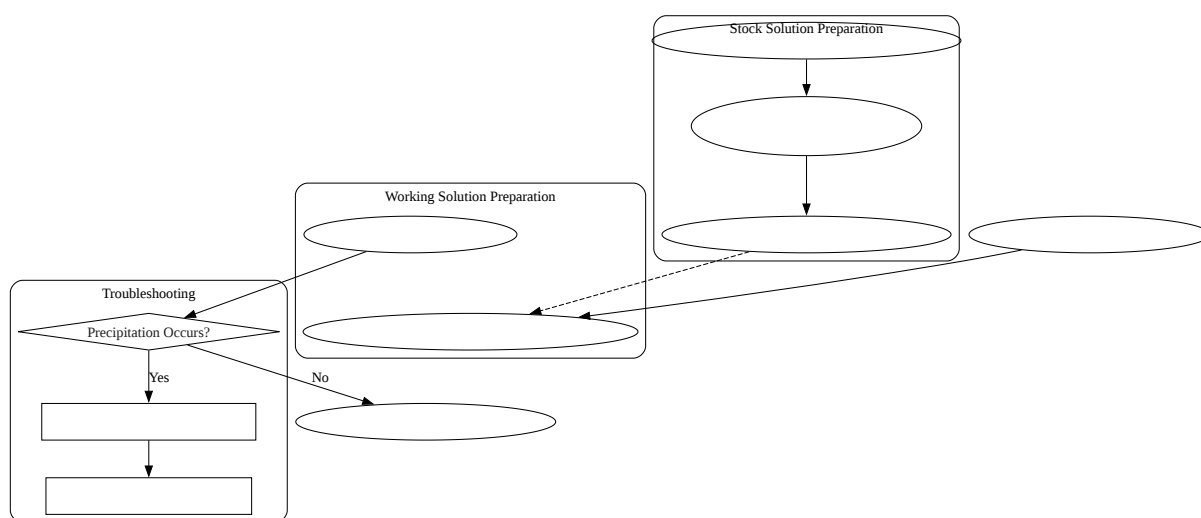 Stock Solution Preparation
Working Solution Preparation
Troubleshooting
Precipitation Occurs?
Yes
No